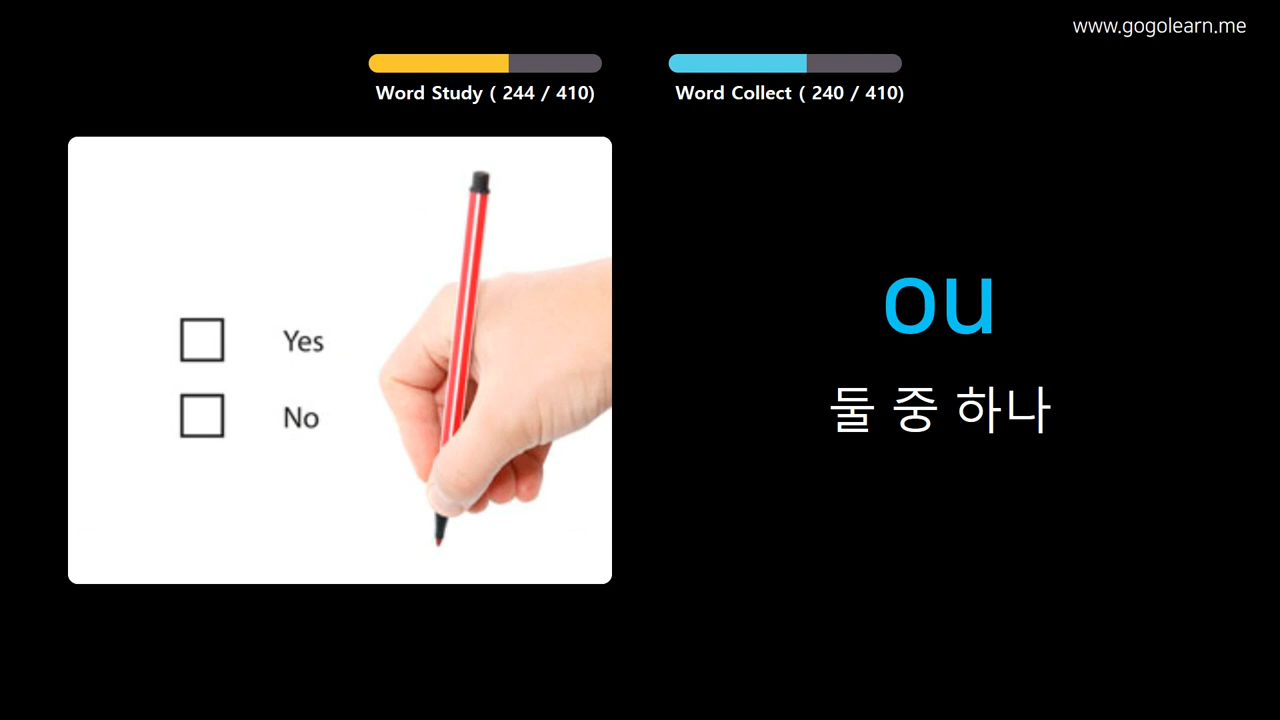 www.gogolearn.me
Word Study ( 244 / 410)
Word Collect ( 240 / 410)
Yes
No
ou
둘 중 하나